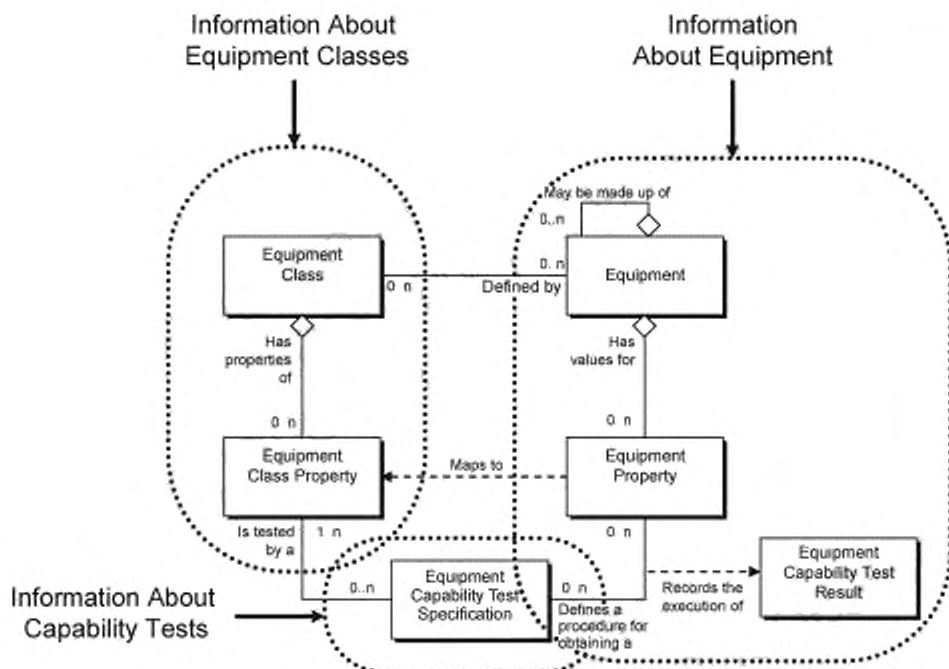 Information About
Equipment Classes
Information
About Equipment
May be made up of
0..n
Equipment
Class
0..n
Equipment
0 n
Defined by
Has
properties
of
Has
values for
0 n
0 n
Equipment
Class Property
Maps to
Equipment
Property
Is tested
by a
1 n
0 n
Equipment
Capability Test
Result
0..n
Equipment
Capability Test
Specification
0 n
Records the
execution of
Defines a
procedure for
obtaining a
Information About
Capability Tests